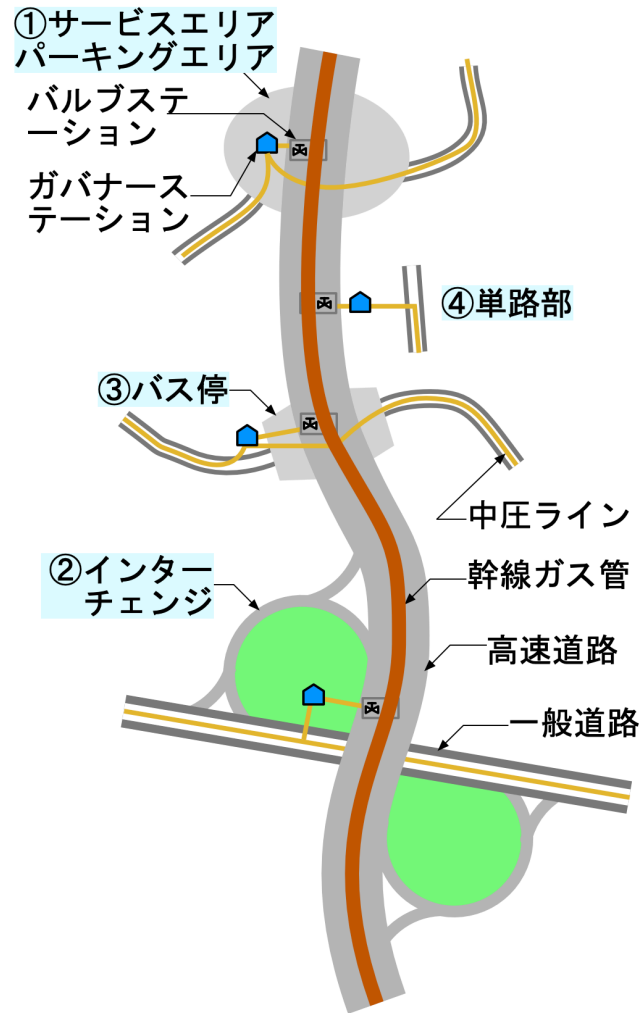 ①サービスエリア
パーキングエリア
バルブステ
ーション
ガバナース
テーション
④単路部
③バス停
中圧ライン
②インター
チェンジ
幹線ガス管
高速道路
一般道路